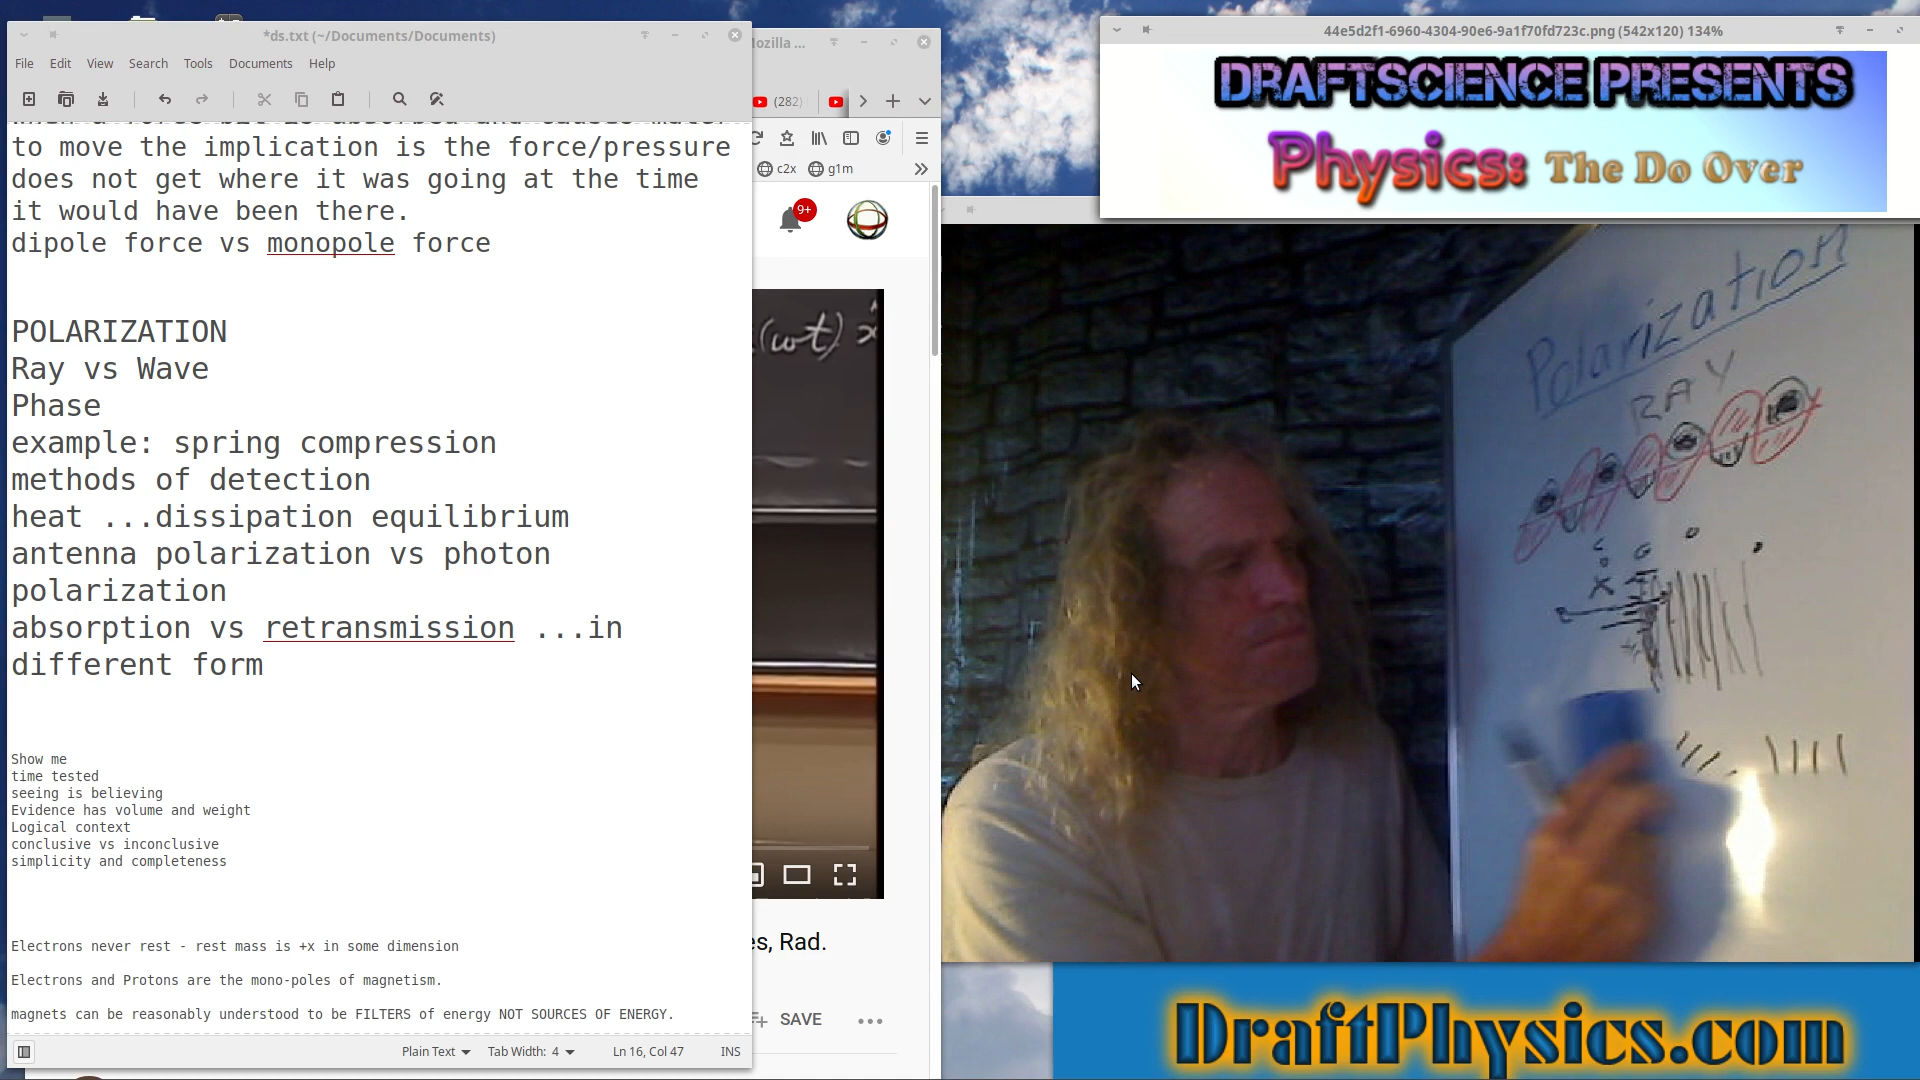 *ds.txt (~/Documents/Documents)
File Edit View Search Tools Documents Help
to move the implication is the force/pressure
does not get where it was going at the time
it would have been there.
dipole force vs monopole force
POLARIZATION
Ray vs Wave
Phase
example: spring compression
methods of detection
heat ...dissipation equilibrium
antenna polarization vs photon
polarization
absorption vs retransmission ...in
different form
Show me
time tested
seeing is believing
Evidence has volume and weight
Logical context
conclusive vs inconclusive
simplicity and completeness
Electrons never rest - rest mass is +x in some dimension
Electrons and Protons are the mono-poles of magnetism.
magnets can be reasonably understood to be FILTERS of energy NOT SOURCES OF ENERGY.
Plain Text Tab Width: 4 Ln 16, Col 47 INS
ozilla ...
(282)
c2x g1m
9+
(ωt) x̂
es, Rad.
SAVE
44e5d2f1-6960-4304-90e6-9a1f70fd723c.png (542x120) 134%
DRAFTSCIENCE PRESENTS
Physics: The Do Over
Polarization
RAY
DraftPhysics.com